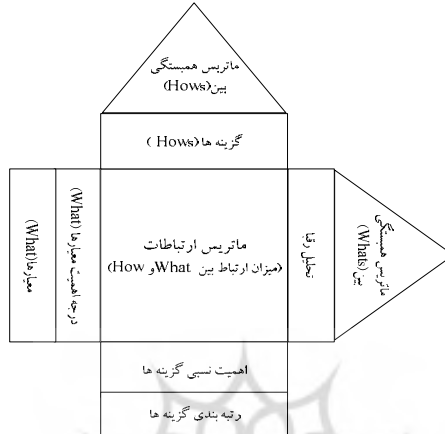 ماتریس همبستگی
بین(Hows)
گزینه ها(Hows )
معیارها(What)
درجه اهمیت معیارها (What)
ماتریس ارتباطات
(میزان ارتباط بین Whatو How)
تحلیل رقبا
ماتریس همبستگی
بین(Whats)
اهمیت نسبی گزینه ها
رتبه بندی گزینه ها